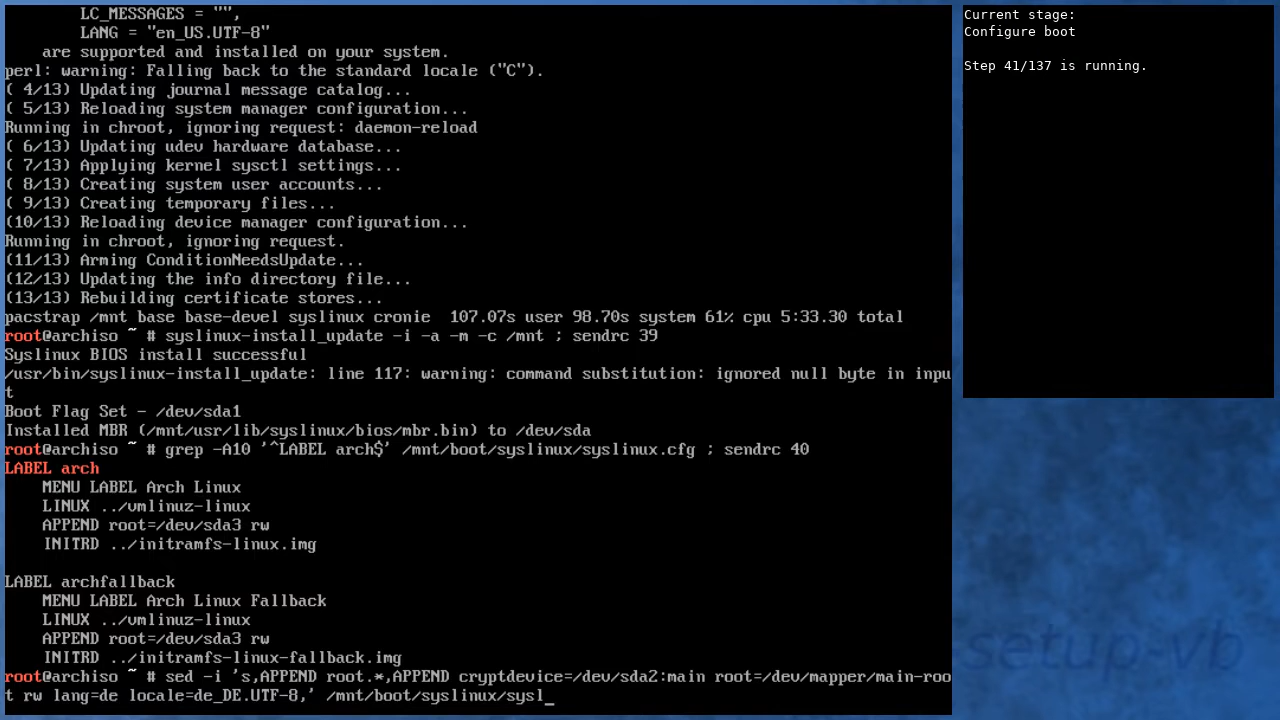 LC_MESSAGES = "",
        LANG = "en_US.UTF-8"
    are supported and installed on your system.
perl: warning: Falling back to the standard locale ("C").
( 4/13) Updating journal message catalog...
( 5/13) Reloading system manager configuration...
Running in chroot, ignoring request: daemon-reload
( 6/13) Updating udev hardware database...
( 7/13) Applying kernel sysctl settings...
( 8/13) Creating system user accounts...
( 9/13) Creating temporary files...
(10/13) Reloading device manager configuration...
Running in chroot, ignoring request.
(11/13) Arming ConditionNeedsUpdate...
(12/13) Updating the info directory file...
(13/13) Rebuilding certificate stores...
pacstrap /mnt base base-devel syslinux cronie  107.07s user 98.70s system 61% cpu 5:33.30 total
root@archiso ~ # syslinux-install_update -i -a -m -c /mnt ; sendrc 39
Syslinux BIOS install successful
/usr/bin/syslinux-install_update: line 117: warning: command substitution: ignored null byte in inpu
t
Boot Flag Set - /dev/sda1
Installed MBR (/mnt/usr/lib/syslinux/bios/mbr.bin) to /dev/sda
root@archiso ~ # grep -A10 '^LABEL arch$' /mnt/boot/syslinux/syslinux.cfg ; sendrc 40
LABEL arch
    MENU LABEL Arch Linux
    LINUX ../vmlinuz-linux
    APPEND root=/dev/sda3 rw
    INITRD ../initramfs-linux.img

LABEL archfallback
    MENU LABEL Arch Linux Fallback
    LINUX ../vmlinuz-linux
    APPEND root=/dev/sda3 rw
    INITRD ../initramfs-linux-fallback.img
root@archiso ~ # sed -i 's,APPEND root.*,APPEND cryptdevice=/dev/sda2:main root=/dev/mapper/main-roo
t rw lang=de locale=de_DE.UTF-8,' /mnt/boot/syslinux/sysl_
Current stage:
Configure boot

Step 41/137 is running.
setup-vb